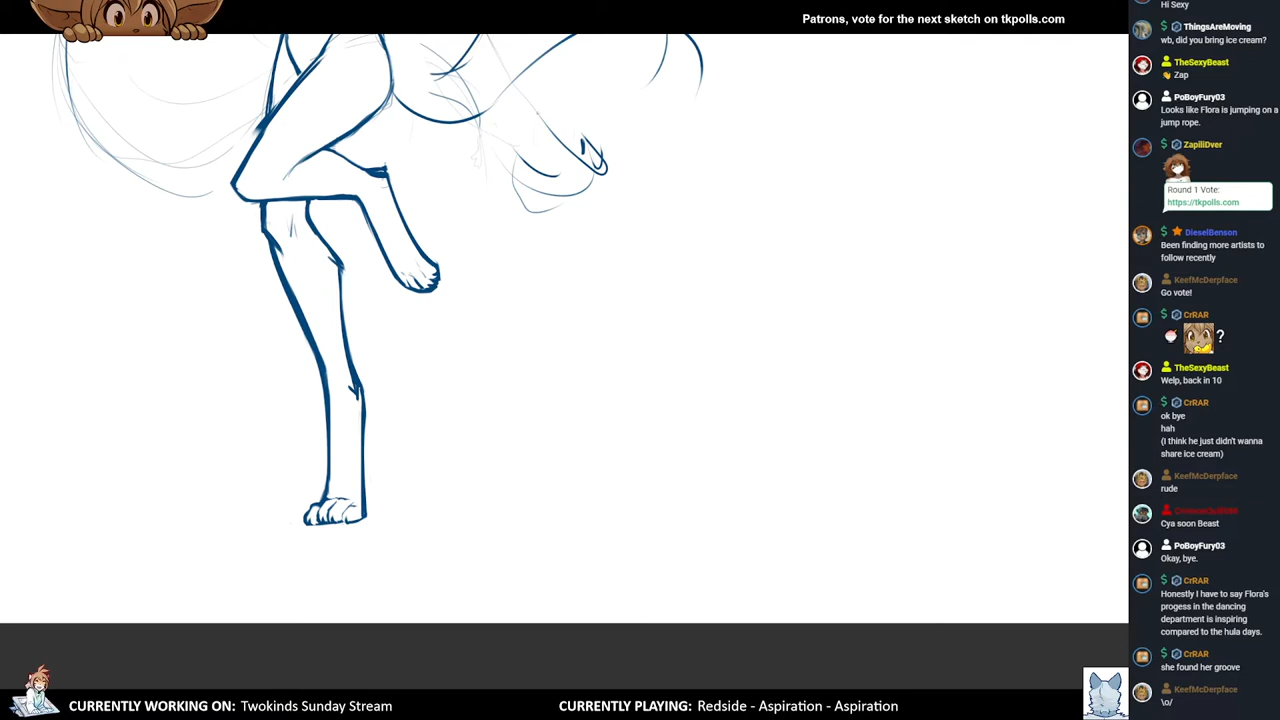 Patrons, vote for the next sketch on tkpolls.com
Hi Sexy
ThingsAreMoving
wb, did you bring ice cream?
TheSexyBeast
Zap
PoBoyFury03
Looks like Flora is jumping on a
jump rope.
ZapiliDver
Round 1 Vote:
https://tkpolls.com
DieselBenson
Been finding more artists to
follow recently
KeefMcDerpface
Go vote!
CrRAR
?
TheSexyBeast
Welp, back in 10
CrRAR
ok bye
hah
(I think he just didn't wanna
share ice cream)
KeefMcDerpface
rude
Cya soon Beast
PoBoyFury03
Okay, bye.
CrRAR
Honestly I have to say Flora's
progess in the dancing
department is inspiring
compared to the hula days.
CrRAR
she found her groove
KeefMcDerpface
\o/
CURRENTLY WORKING ON: Twokinds Sunday Stream
CURRENTLY PLAYING: Redside - Aspiration - Aspiration